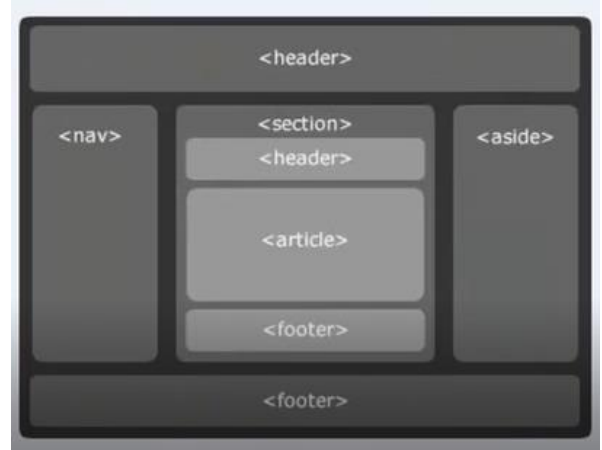 <header>
<nav>
<section>
<header>
<article>
<footer>
<aside>
<footer>